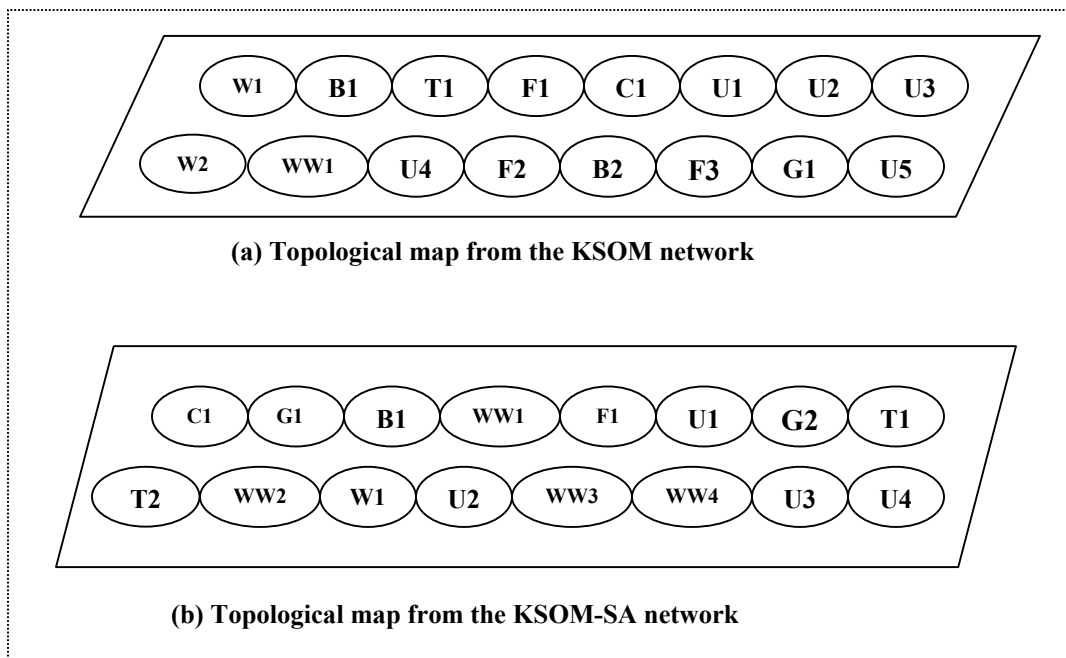 W1 B1 T1 F1 C1 U1 U2 U3
W2 WW1 U4 F2 B2 F3 G1 U5
(a) Topological map from the KSOM network
C1 G1 B1 WW1 F1 U1 G2 T1
T2 WW2 W1 U2 WW3 WW4 U3 U4
(b) Topological map from the KSOM-SA network